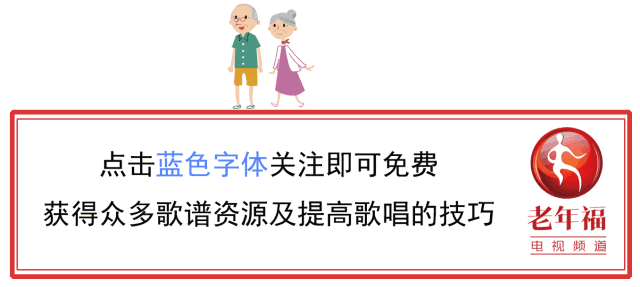 点击蓝色字体关注即可免费
获得众多歌谱资源及提高歌唱的技巧
老年福
电视频道